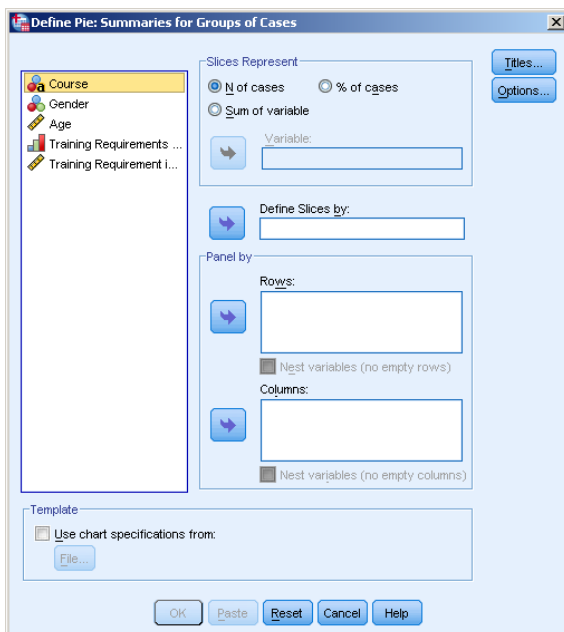 Define Pie: Summaries for Groups of Cases
Course
Gender
Age
Training Requirements ...
Training Requirement i...
Slices Represent
N of cases
% of cases
Sum of variable
Variable:
Define Slices by:
Panel by
Rows:
Nest variables (no empty rows)
Columns:
Nest variables (no empty columns)
Titles...
Options...
Template
Use chart specifications from:
File...
OK
Paste
Reset
Cancel
Help